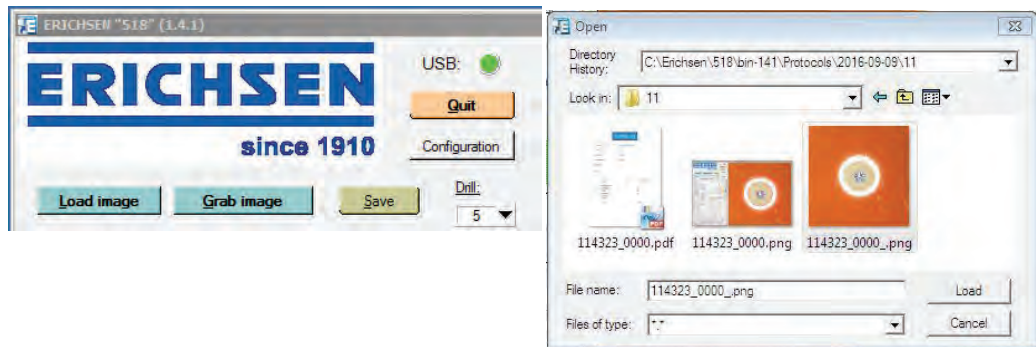 ERICHSEN "518" (1.4.1)
ERICHSEN
since 1910
USB:
Quit
Configuration
Load image
Grab image
Save
Drill:
5
Open
Directory History:
C:\Erichsen\518\bin-141\Protocols\2016-09-09\11
Look in:
11
PDF
114323_0000.pdf
114323_0000.png
114323_0000_.png
File name:
114323_0000_.png
Load
Files of type:
*.*
Cancel